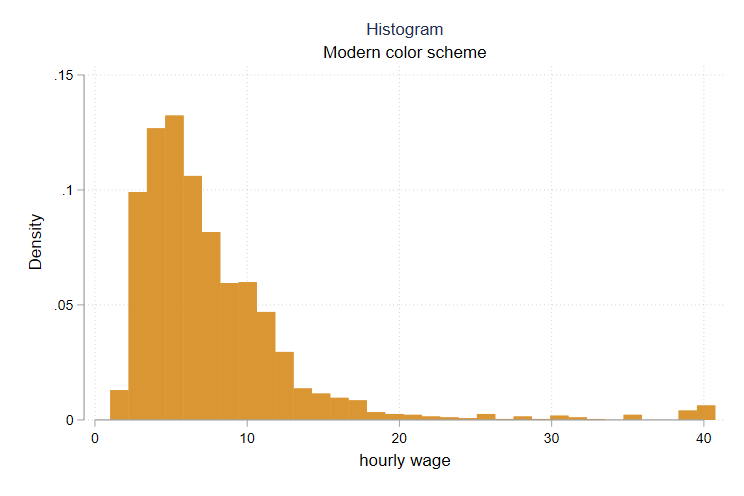 Histogram
Modern color scheme
.15
.1
.05
0
Density
0 10 20 30 40
hourly wage